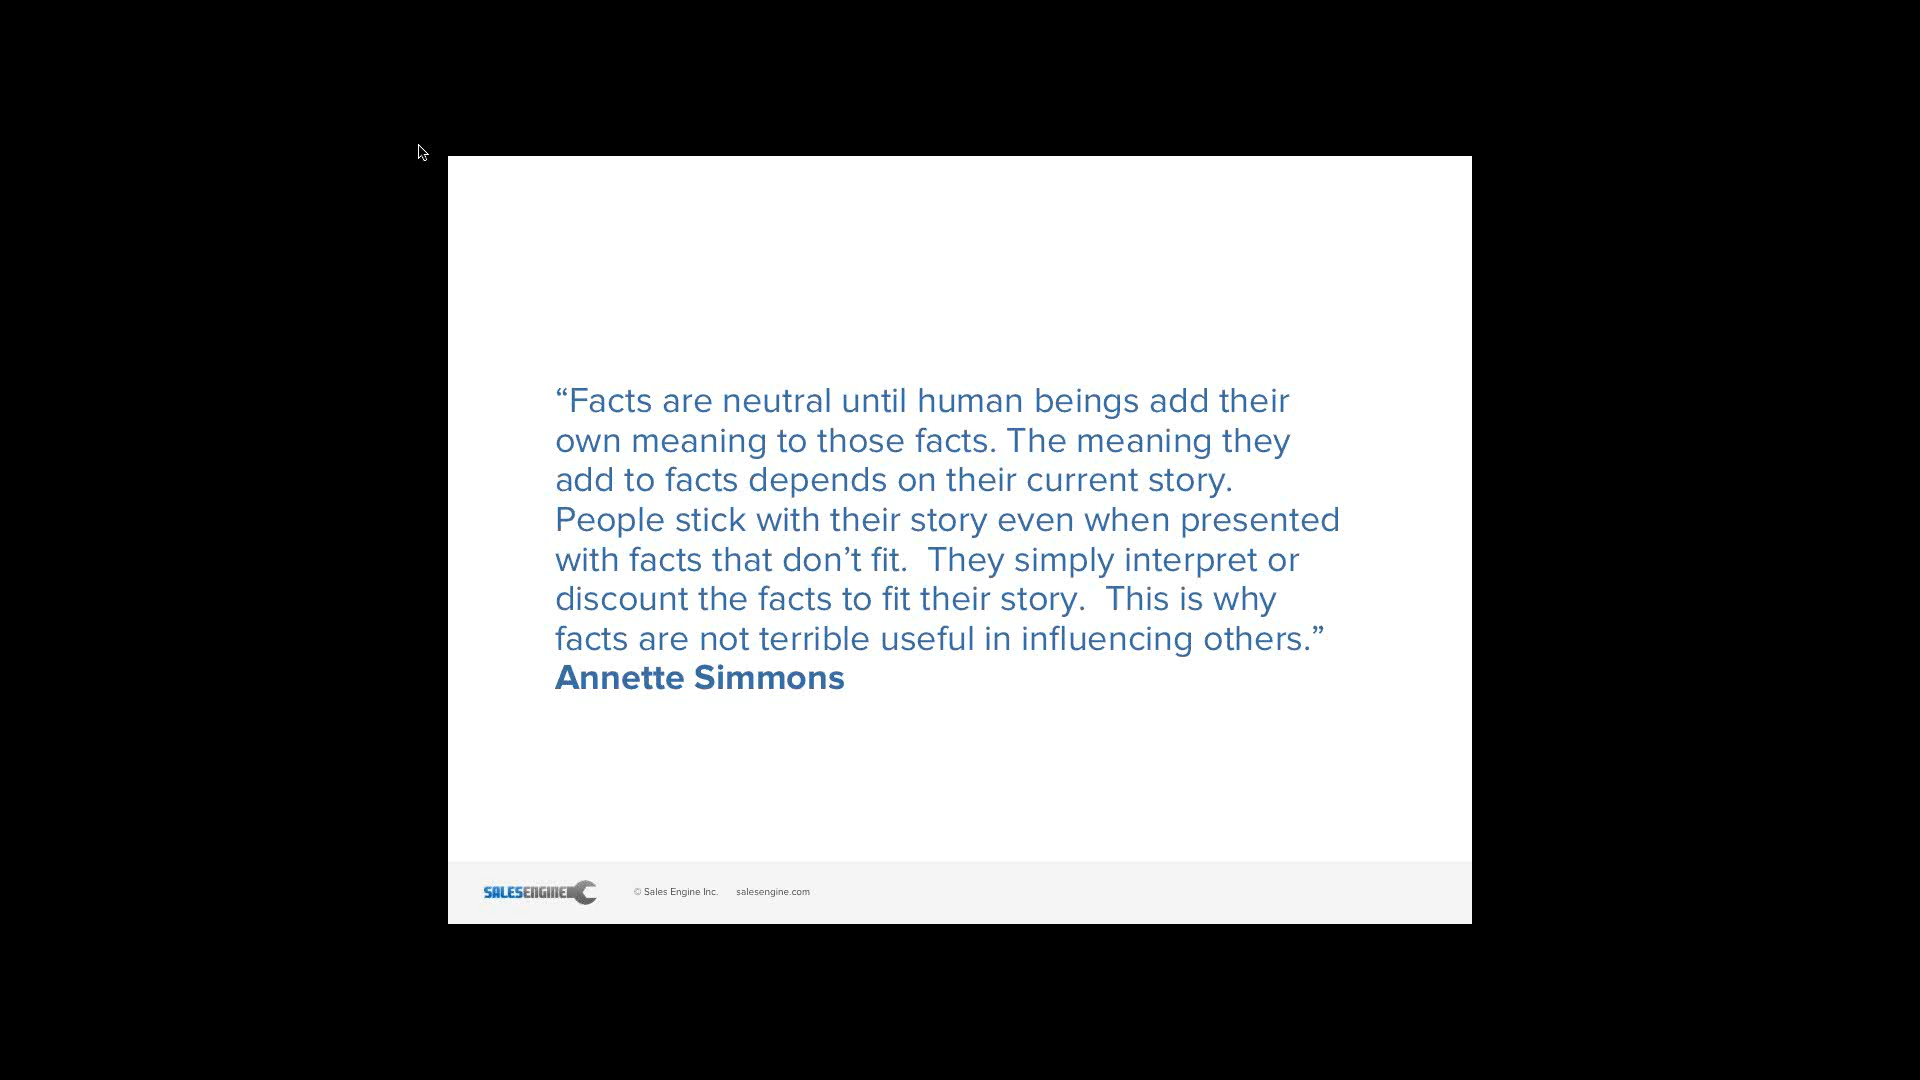 “Facts are neutral until human beings add their
own meaning to those facts. The meaning they
add to facts depends on their current story.
People stick with their story even when presented
with facts that don’t fit.  They simply interpret or
discount the facts to fit their story.  This is why
facts are not terrible useful in influencing others.”
Annette Simmons
SALESENGINE © Sales Engine Inc. salesengine.com